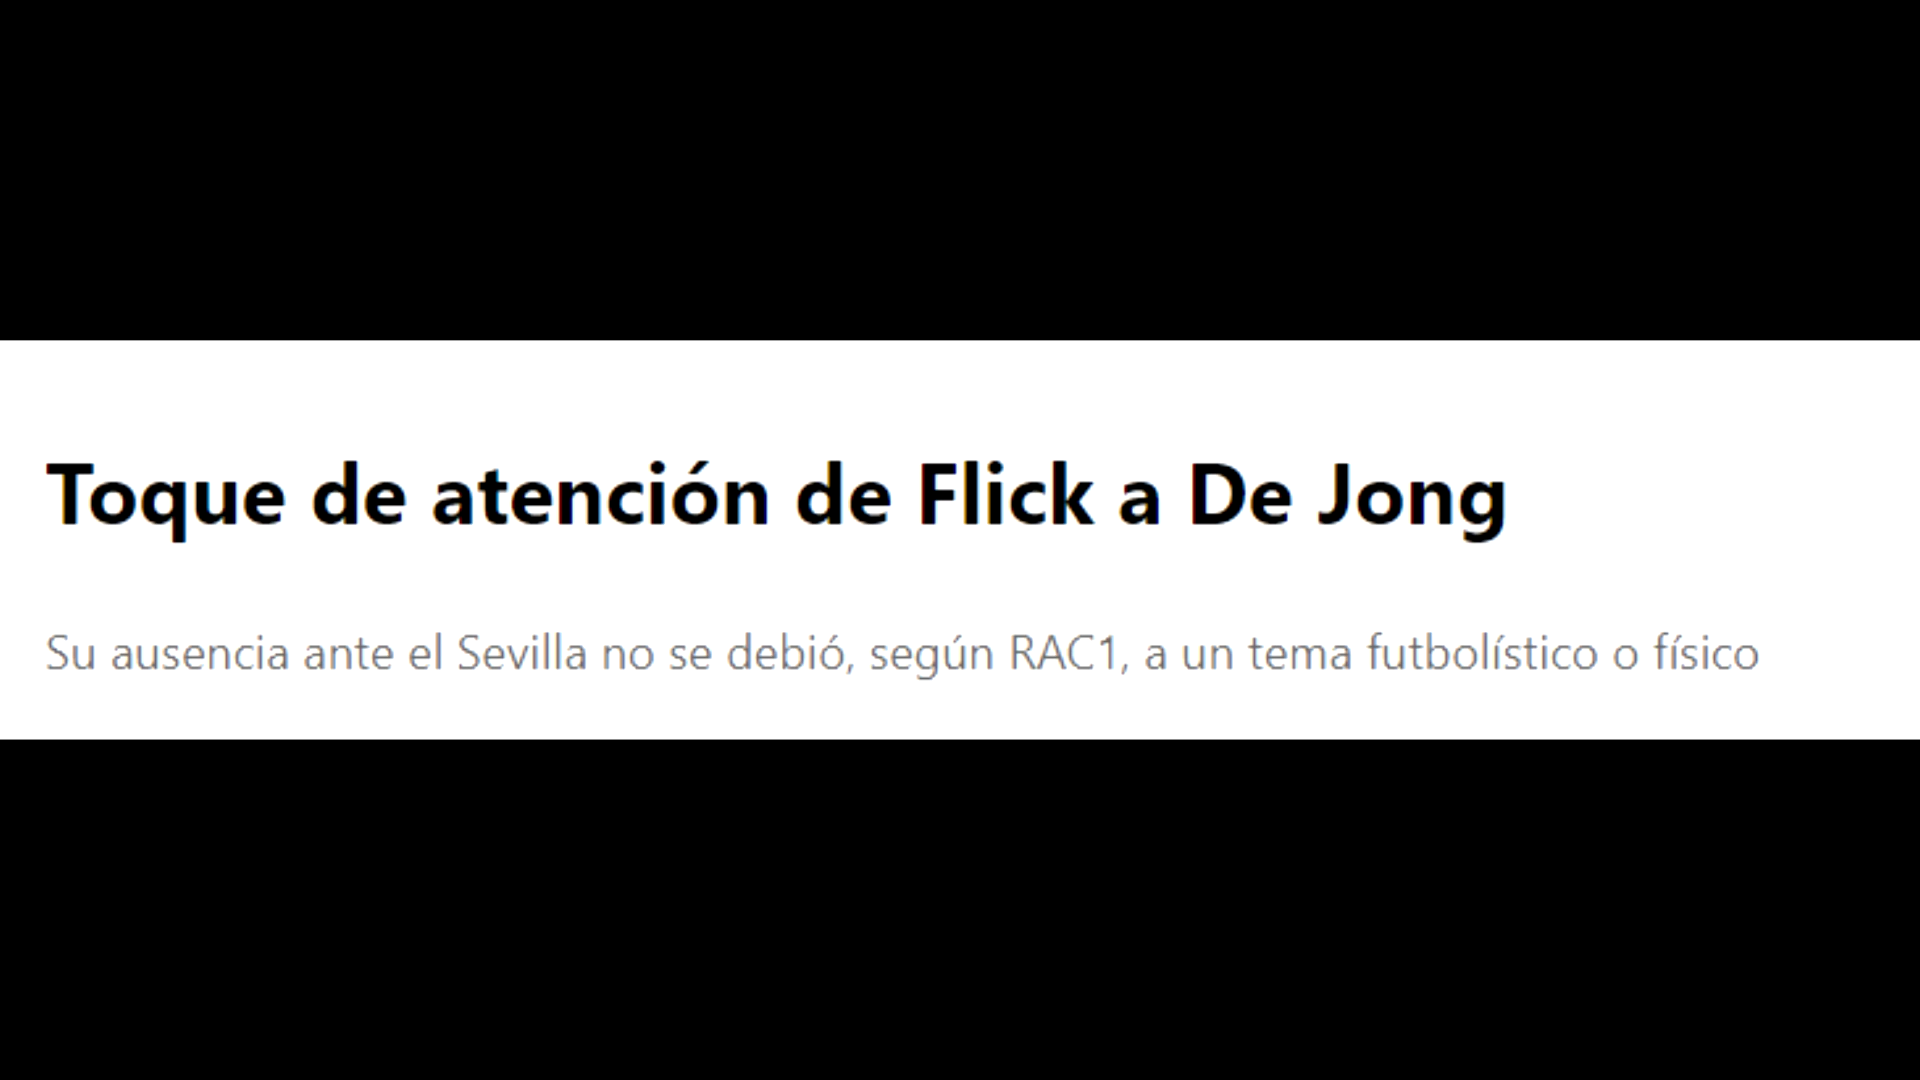 Toque de atención de Flick a De Jong
Su ausencia ante el Sevilla no se debió, según RAC1, a un tema futbolístico o físico